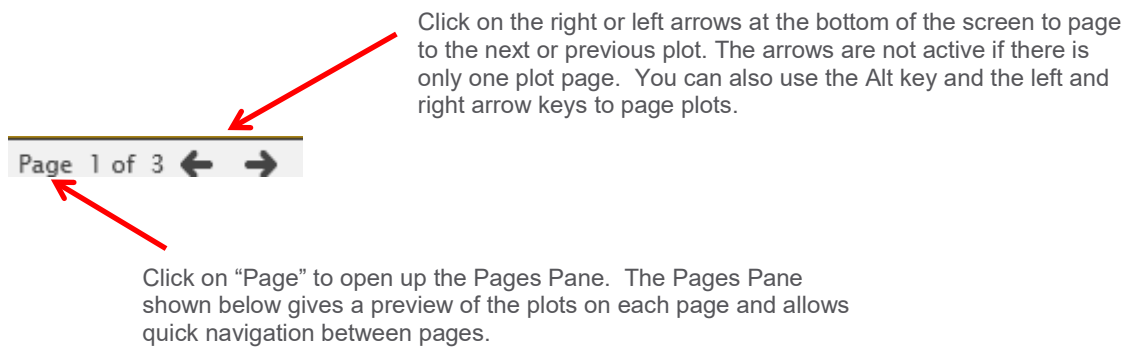 Click on the right or left arrows at the bottom of the screen to page
to the next or previous plot. The arrows are not active if there is
only one plot page.  You can also use the Alt key and the left and
right arrow keys to page plots.
Page 1 of 3
Click on “Page” to open up the Pages Pane.  The Pages Pane
shown below gives a preview of the plots on each page and allows
quick navigation between pages.